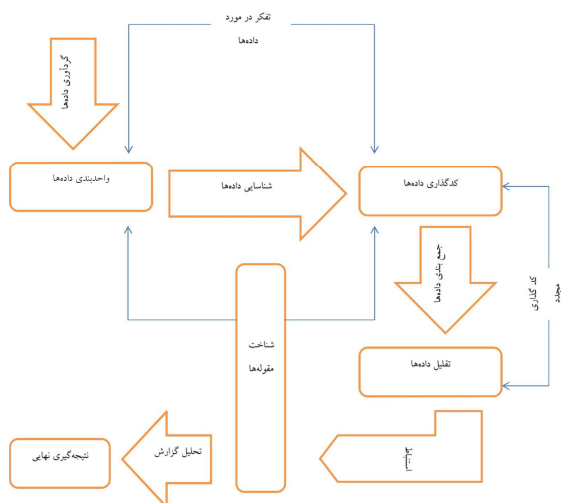 تفکر در مورد
داده‌ها
گردآوری داده‌ها
واحدبندی داده‌ها
شناسایی داده‌ها
کدگذاری داده‌ها
جمع بندی داده‌ها
کد گذاری
مجدد
شناخت
مقوله‌ها
تقلیل داده‌ها
استنباط
تحلیل گزارش
نتیجه‌گیری نهایی